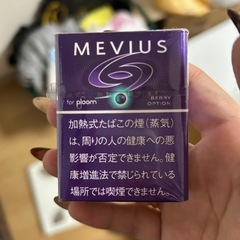 MEVIUS
for ploom
BERRY
OPTION
加熱式たばこの煙(蒸気)
は、周りの人の健康への悪
影響が否定できません。健
康増進法で禁じられている
場所では喫煙できません。